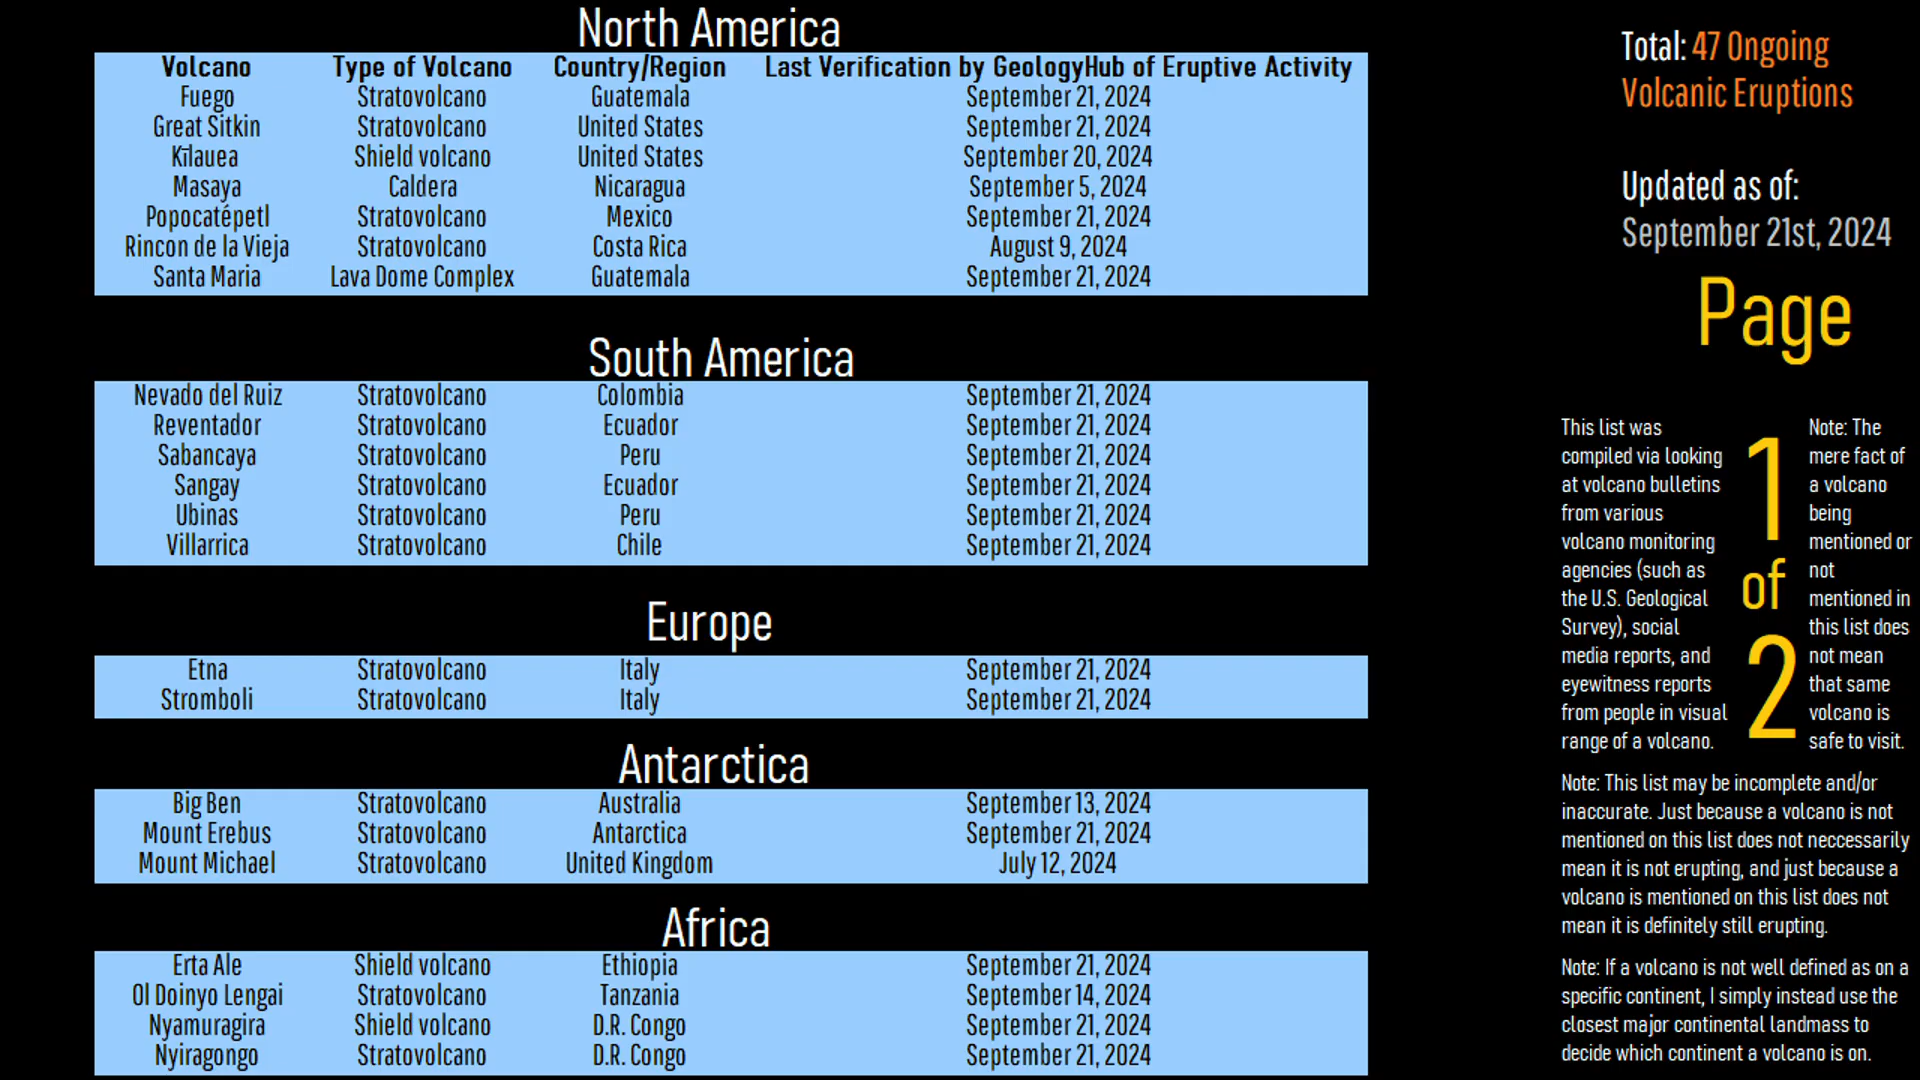 North America
Volcano Type of Volcano Country/Region Last Verification by GeologyHub of Eruptive Activity
Fuego Stratovolcano Guatemala September 21, 2024
Great Sitkin Stratovolcano United States September 21, 2024
Kīlauea Shield volcano United States September 20, 2024
Masaya Caldera Nicaragua September 5, 2024
Popocatépetl Stratovolcano Mexico September 21, 2024
Rincon de la Vieja Stratovolcano Costa Rica August 9, 2024
Santa Maria Lava Dome Complex Guatemala September 21, 2024
South America
Nevado del Ruiz Stratovolcano Colombia September 21, 2024
Reventador Stratovolcano Ecuador September 21, 2024
Sabancaya Stratovolcano Peru September 21, 2024
Sangay Stratovolcano Ecuador September 21, 2024
Ubinas Stratovolcano Peru September 21, 2024
Villarrica Stratovolcano Chile September 21, 2024
Europe
Etna Stratovolcano Italy September 21, 2024
Stromboli Stratovolcano Italy September 21, 2024
Antarctica
Big Ben Stratovolcano Australia September 13, 2024
Mount Erebus Stratovolcano Antarctica September 21, 2024
Mount Michael Stratovolcano United Kingdom July 12, 2024
Africa
Erta Ale Shield volcano Ethiopia September 21, 2024
Ol Doinyo Lengai Stratovolcano Tanzania September 14, 2024
Nyamuragira Shield volcano D.R. Congo September 21, 2024
Nyiragongo Stratovolcano D.R. Congo September 21, 2024
Total: 47 Ongoing
Volcanic Eruptions
Updated as of:
September 21st, 2024
Page
1
of
2
This list was
compiled via looking
at volcano bulletins
from various
volcano monitoring
agencies (such as
the U.S. Geological
Survey), social
media reports, and
eyewitness reports
from people in visual
range of a volcano.
Note: The
mere fact of
a volcano
being
mentioned or
not
mentioned in
this list does
not mean
that same
volcano is
safe to visit.
Note: This list may be incomplete and/or
inaccurate. Just because a volcano is not
mentioned on this list does not neccessarily
mean it is not erupting, and just because a
volcano is mentioned on this list does not
mean it is definitely still erupting.
Note: If a volcano is not well defined as on a
specific continent, I simply instead use the
closest major continental landmass to
decide which continent a volcano is on.